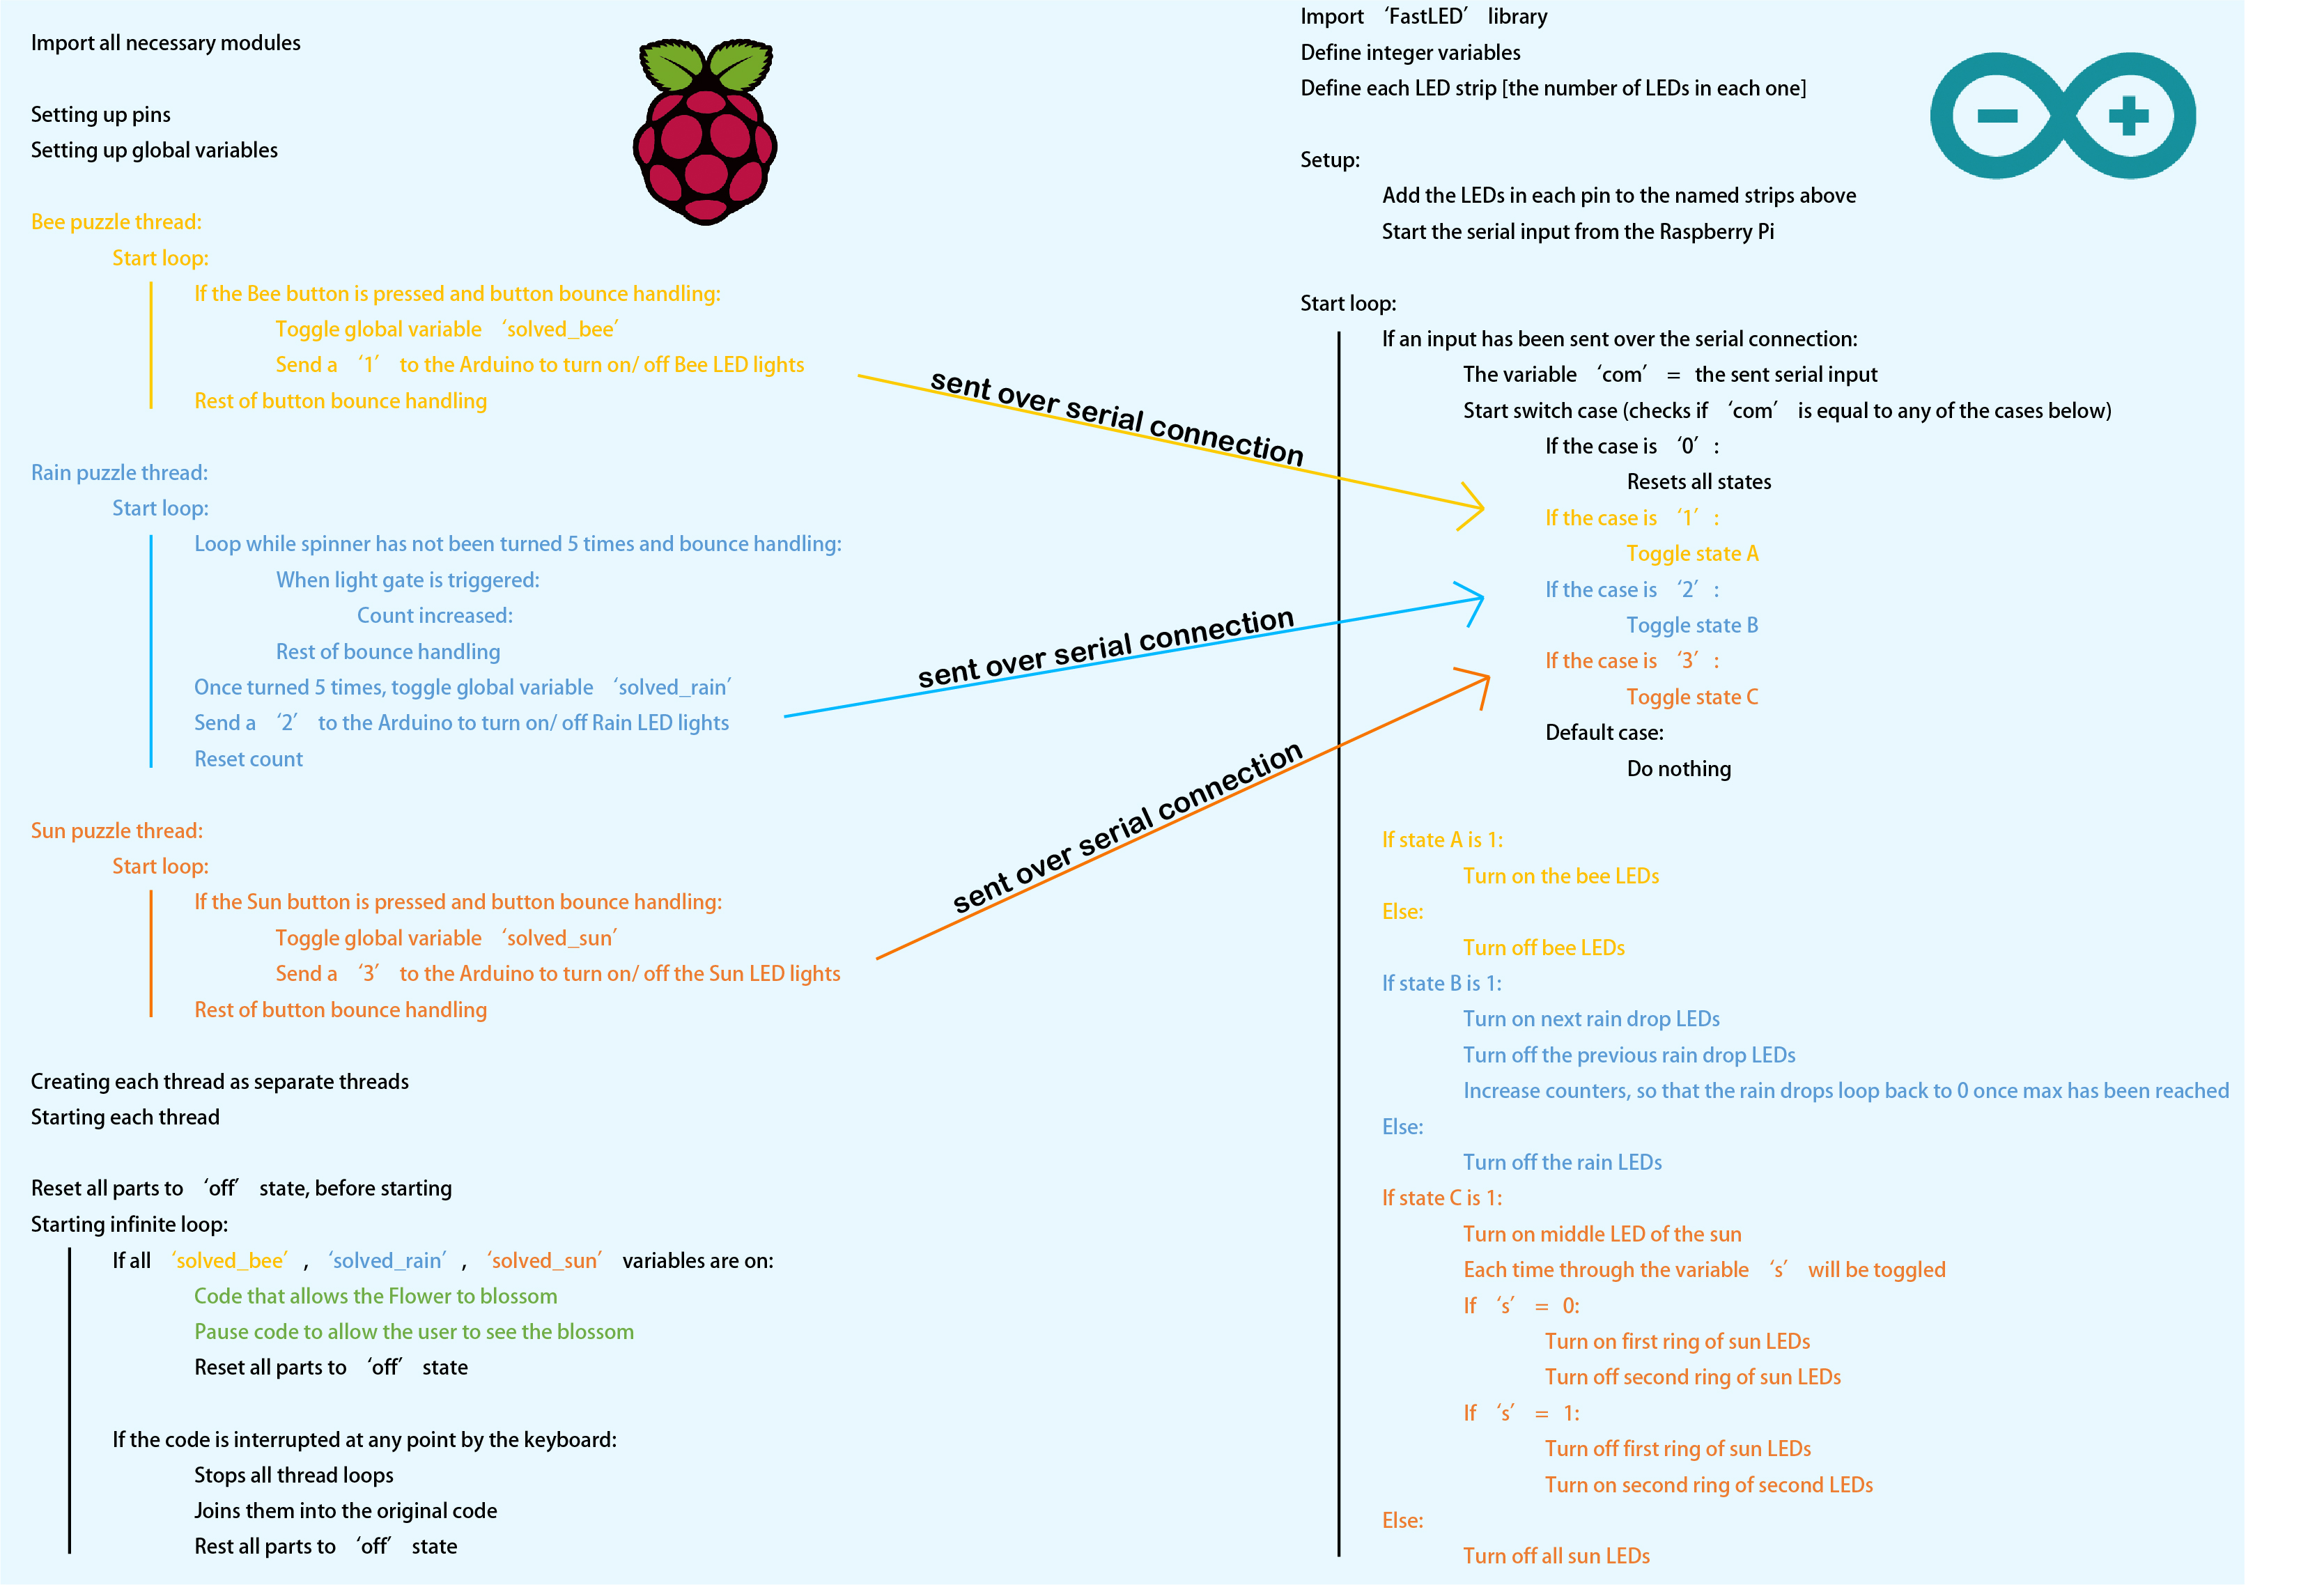 Import all necessary modules
Setting up pins
Setting up global variables
Bee puzzle thread:
Start loop:
If the Bee button is pressed and button bounce handling:
Toggle global variable ‘solved_bee’
Send a ‘1’ to the Arduino to turn on/ off Bee LED lights
Rest of button bounce handling
Rain puzzle thread:
Start loop:
Loop while spinner has not been turned 5 times and bounce handling:
When light gate is triggered:
Count increased:
Rest of bounce handling
Once turned 5 times, toggle global variable ‘solved_rain’
Send a ‘2’ to the Arduino to turn on/ off Rain LED lights
Reset count
Sun puzzle thread:
Start loop:
If the Sun button is pressed and button bounce handling:
Toggle global variable ‘solved_sun’
Send a ‘3’ to the Arduino to turn on/ off the Sun LED lights
Rest of button bounce handling
Creating each thread as separate threads
Starting each thread
Reset all parts to ‘off’ state, before starting
Starting infinite loop:
If all ‘solved_bee’ , ‘solved_rain’ , ‘solved_sun’ variables are on:
Code that allows the Flower to blossom
Pause code to allow the user to see the blossom
Reset all parts to ‘off’ state
If the code is interrupted at any point by the keyboard:
Stops all thread loops
Joins them into the original code
Rest all parts to ‘off’ state
sent over serial connection
sent over serial connection
sent over serial connection
Import ‘FastLED’ library
Define integer variables
Define each LED strip [the number of LEDs in each one]
Setup:
Add the LEDs in each pin to the named strips above
Start the serial input from the Raspberry Pi
Start loop:
If an input has been sent over the serial connection:
The variable ‘com’ = the sent serial input
Start switch case (checks if ‘com’ is equal to any of the cases below)
If the case is ‘0’ :
Resets all states
If the case is ‘1’ :
Toggle state A
If the case is ‘2’ :
Toggle state B
If the case is ‘3’ :
Toggle state C
Default case:
Do nothing
If state A is 1:
Turn on the bee LEDs
Else:
Turn off bee LEDs
If state B is 1:
Turn on next rain drop LEDs
Turn off the previous rain drop LEDs
Increase counters, so that the rain drops loop back to 0 once max has been reached
Else:
Turn off the rain LEDs
If state C is 1:
Turn on middle LED of the sun
Each time through the variable ‘s’ will be toggled
If ‘s’ = 0:
Turn on first ring of sun LEDs
Turn off second ring of sun LEDs
If ‘s’ = 1:
Turn off first ring of sun LEDs
Turn on second ring of second LEDs
Else:
Turn off all sun LEDs